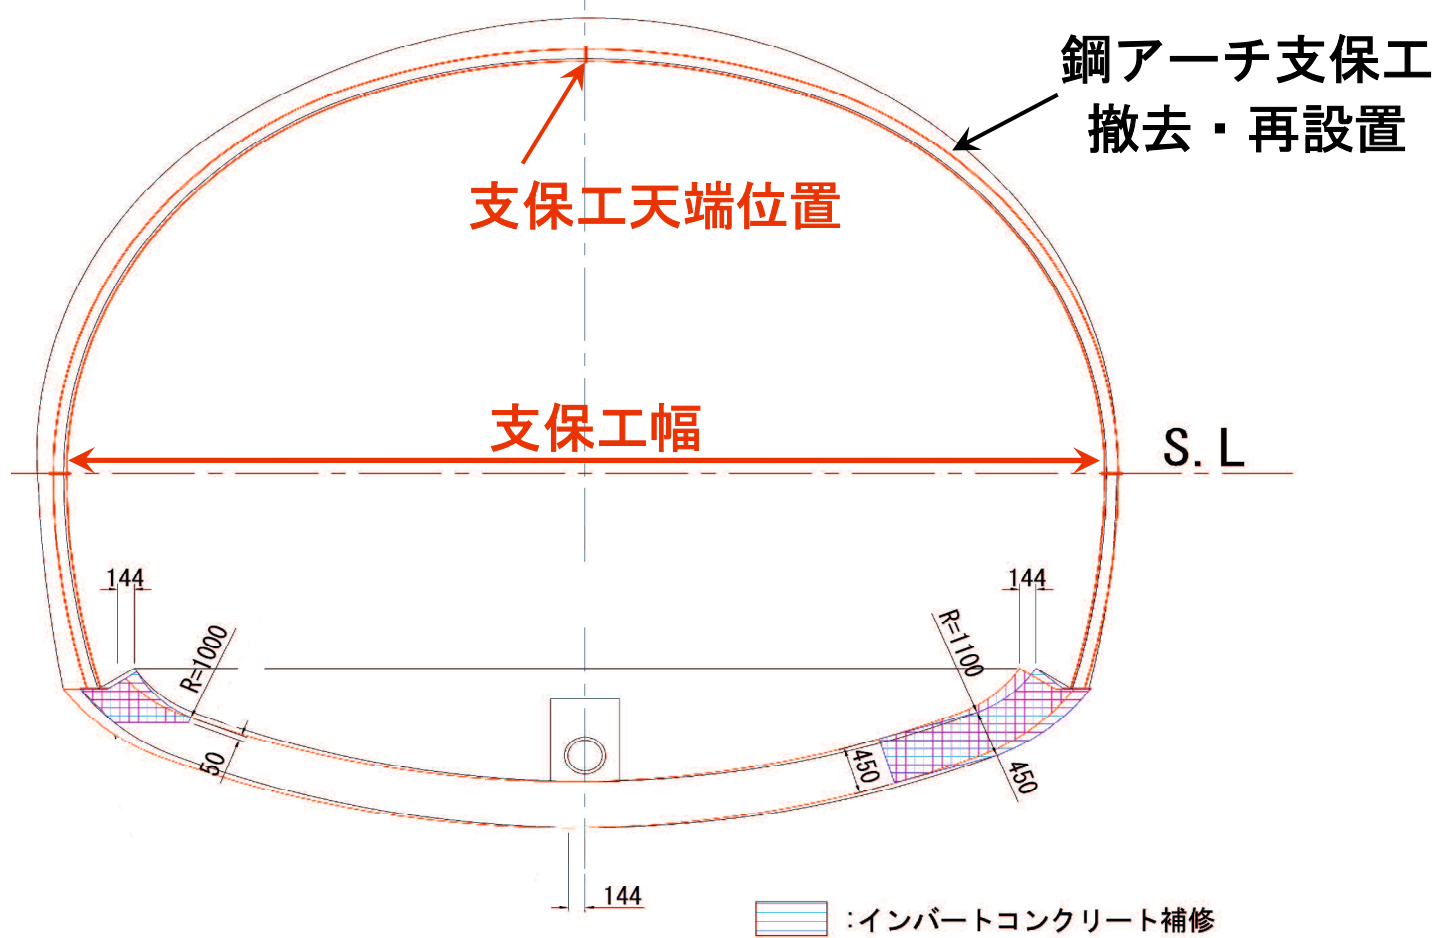 鋼アーチ支保工
撤去・再設置
支保工天端位置
支保工幅
S.L
144
144
R=1000
R=1100
50
450
450
144
:インバートコンクリート補修